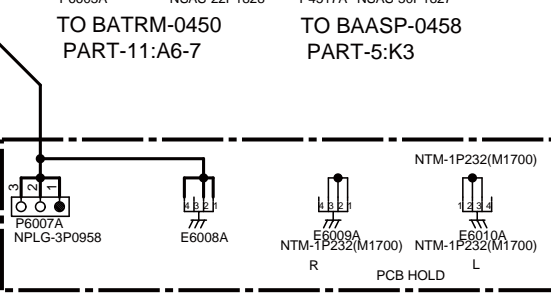 TO BATRM-0450
TO BAASP-0458
PART-11:A6-7
PART-5:K3
NTM-1P232(M1700)
3 2 1
4 3 2 1
4 3 2 1
1 2 3 4
P6007A
E6008A
E6009A
E6010A
NPLG-3P0958
NTM-1P232(M1700)
NTM-1P232(M1700)
R
L
PCB HOLD